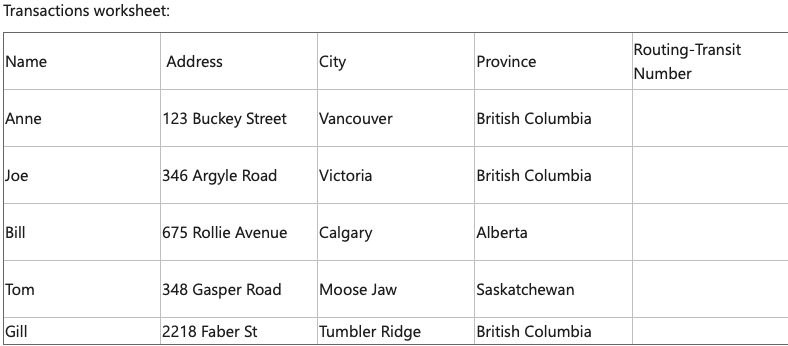 Transactions worksheet:
Name Address City Province Routing-Transit
Number
Anne 123 Buckey Street Vancouver British Columbia
Joe 346 Argyle Road Victoria British Columbia
Bill 675 Rollie Avenue Calgary Alberta
Tom 348 Gasper Road Moose Jaw Saskatchewan
Gill 2218 Faber St Tumbler Ridge British Columbia